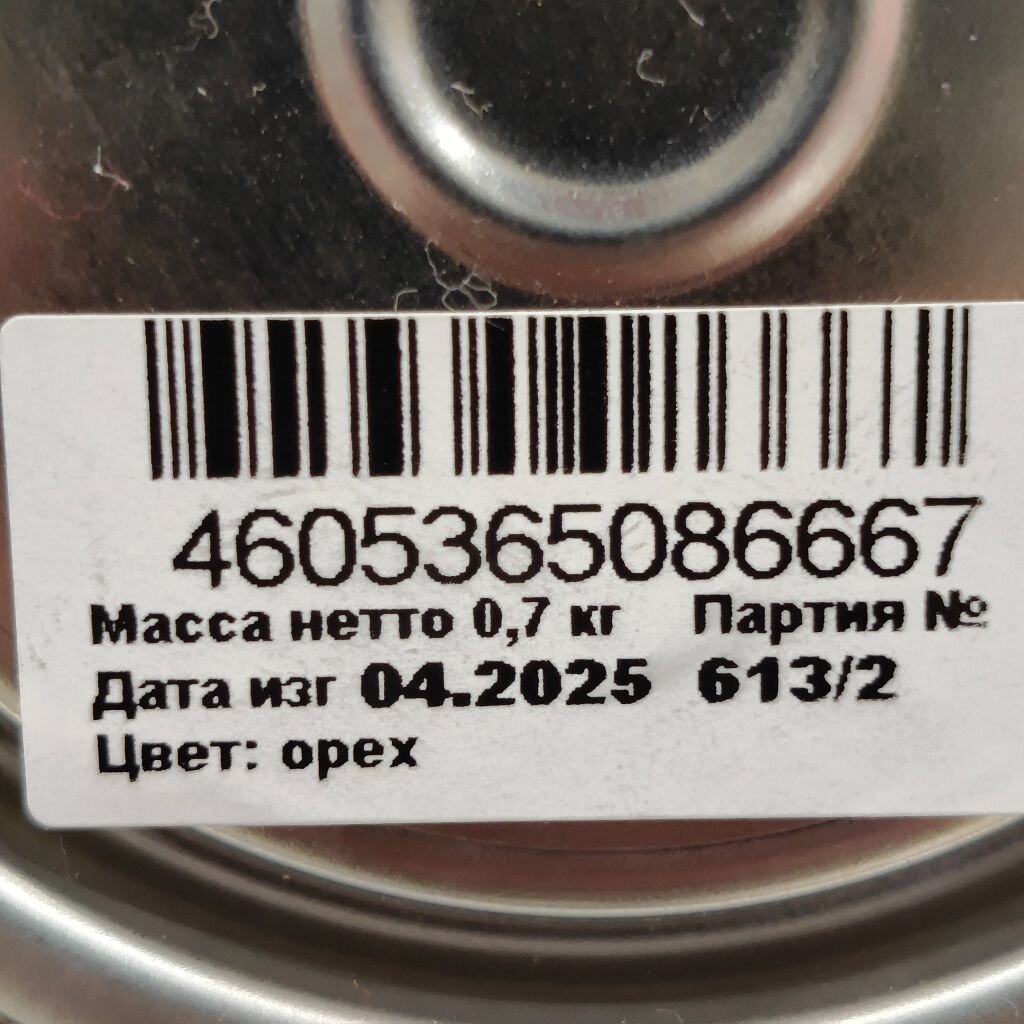 4605365086667
Масса нетто 0,7 кг Партия №
Дата изг 04.2025 613/2
Цвет: орех